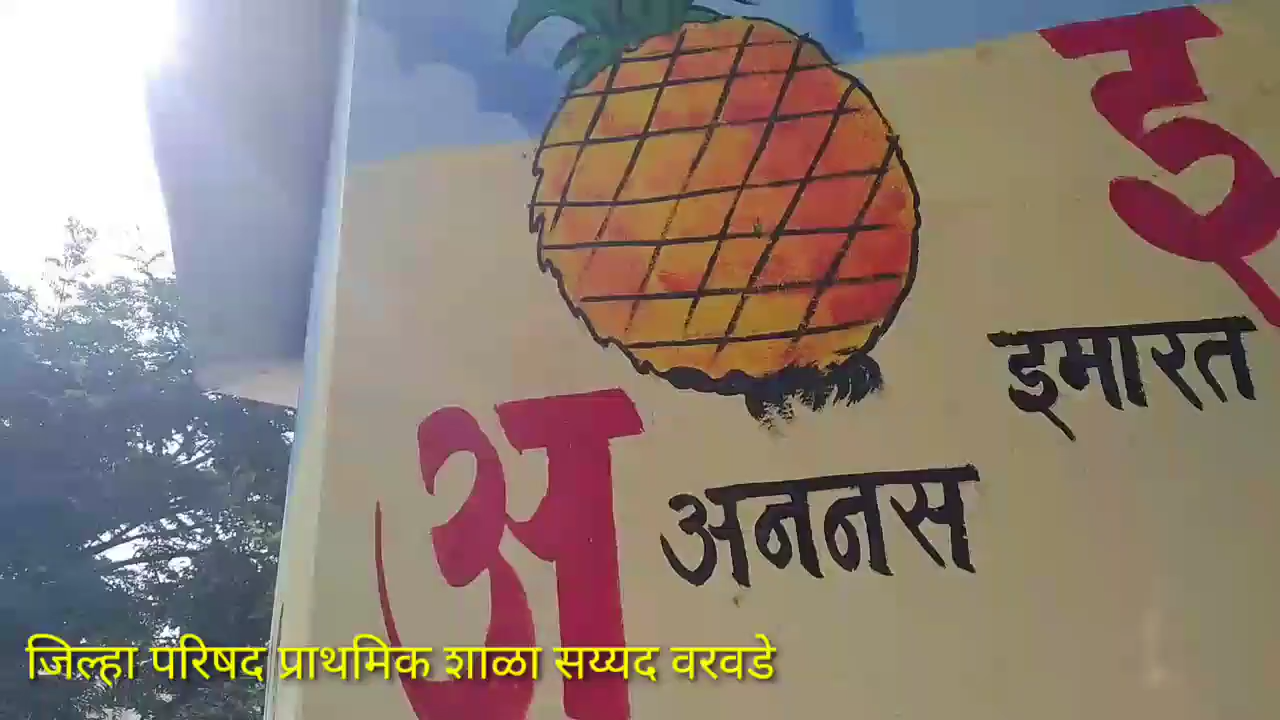 इ
इमारत
अ
अननस
जिल्हा परिषद प्राथमिक शाळा सय्यद वरवडे